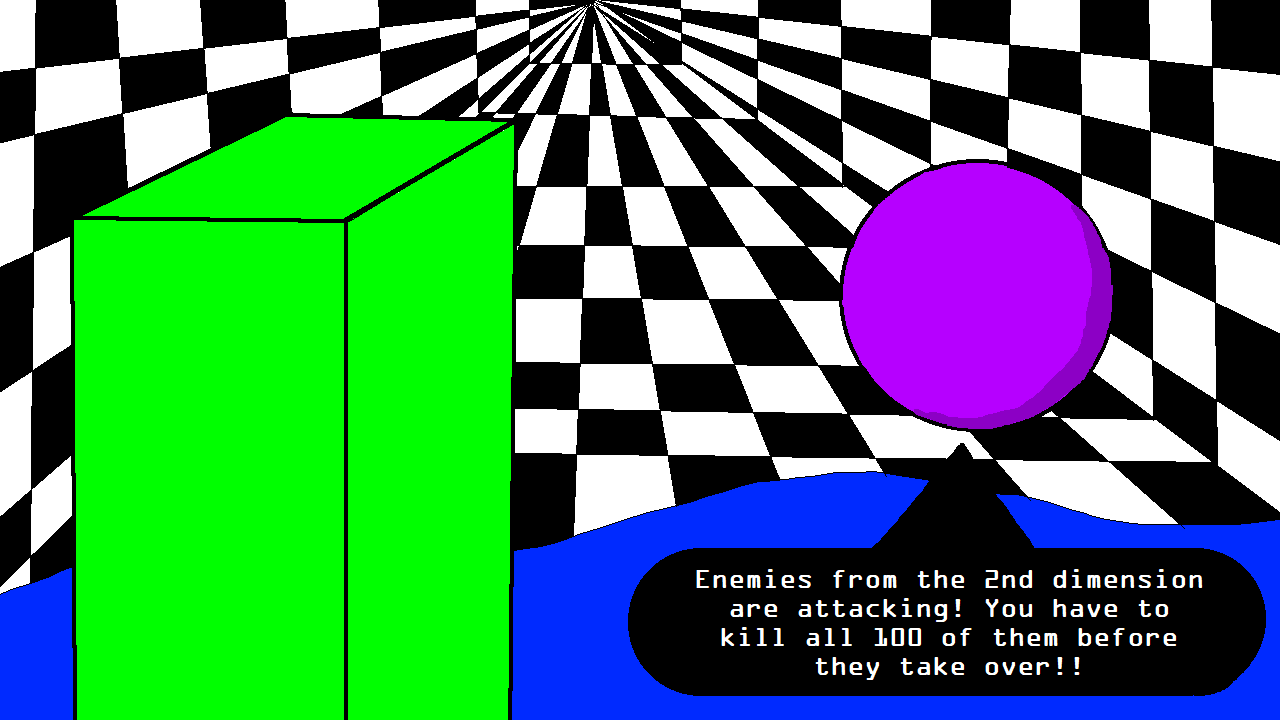 Enemies from the 2nd dimension
are attacking! You have to
kill all 100 of them before
they take over!!